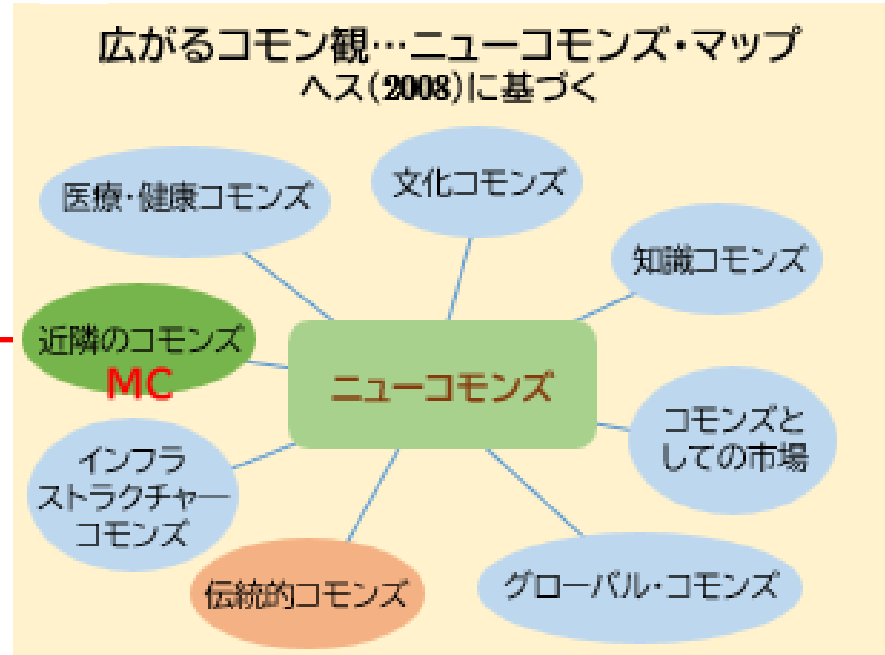 広がるコモン観…ニューコモンズ・マップ
ヘス(2008)に基づく
医療・健康コモンズ
文化コモンズ
知識コモンズ
近隣のコモンズ
MC
ニューコモンズ
コモンズと
しての市場
インフラ
ストラクチャー
コモンズ
伝統的コモンズ
グローバル・コモンズ